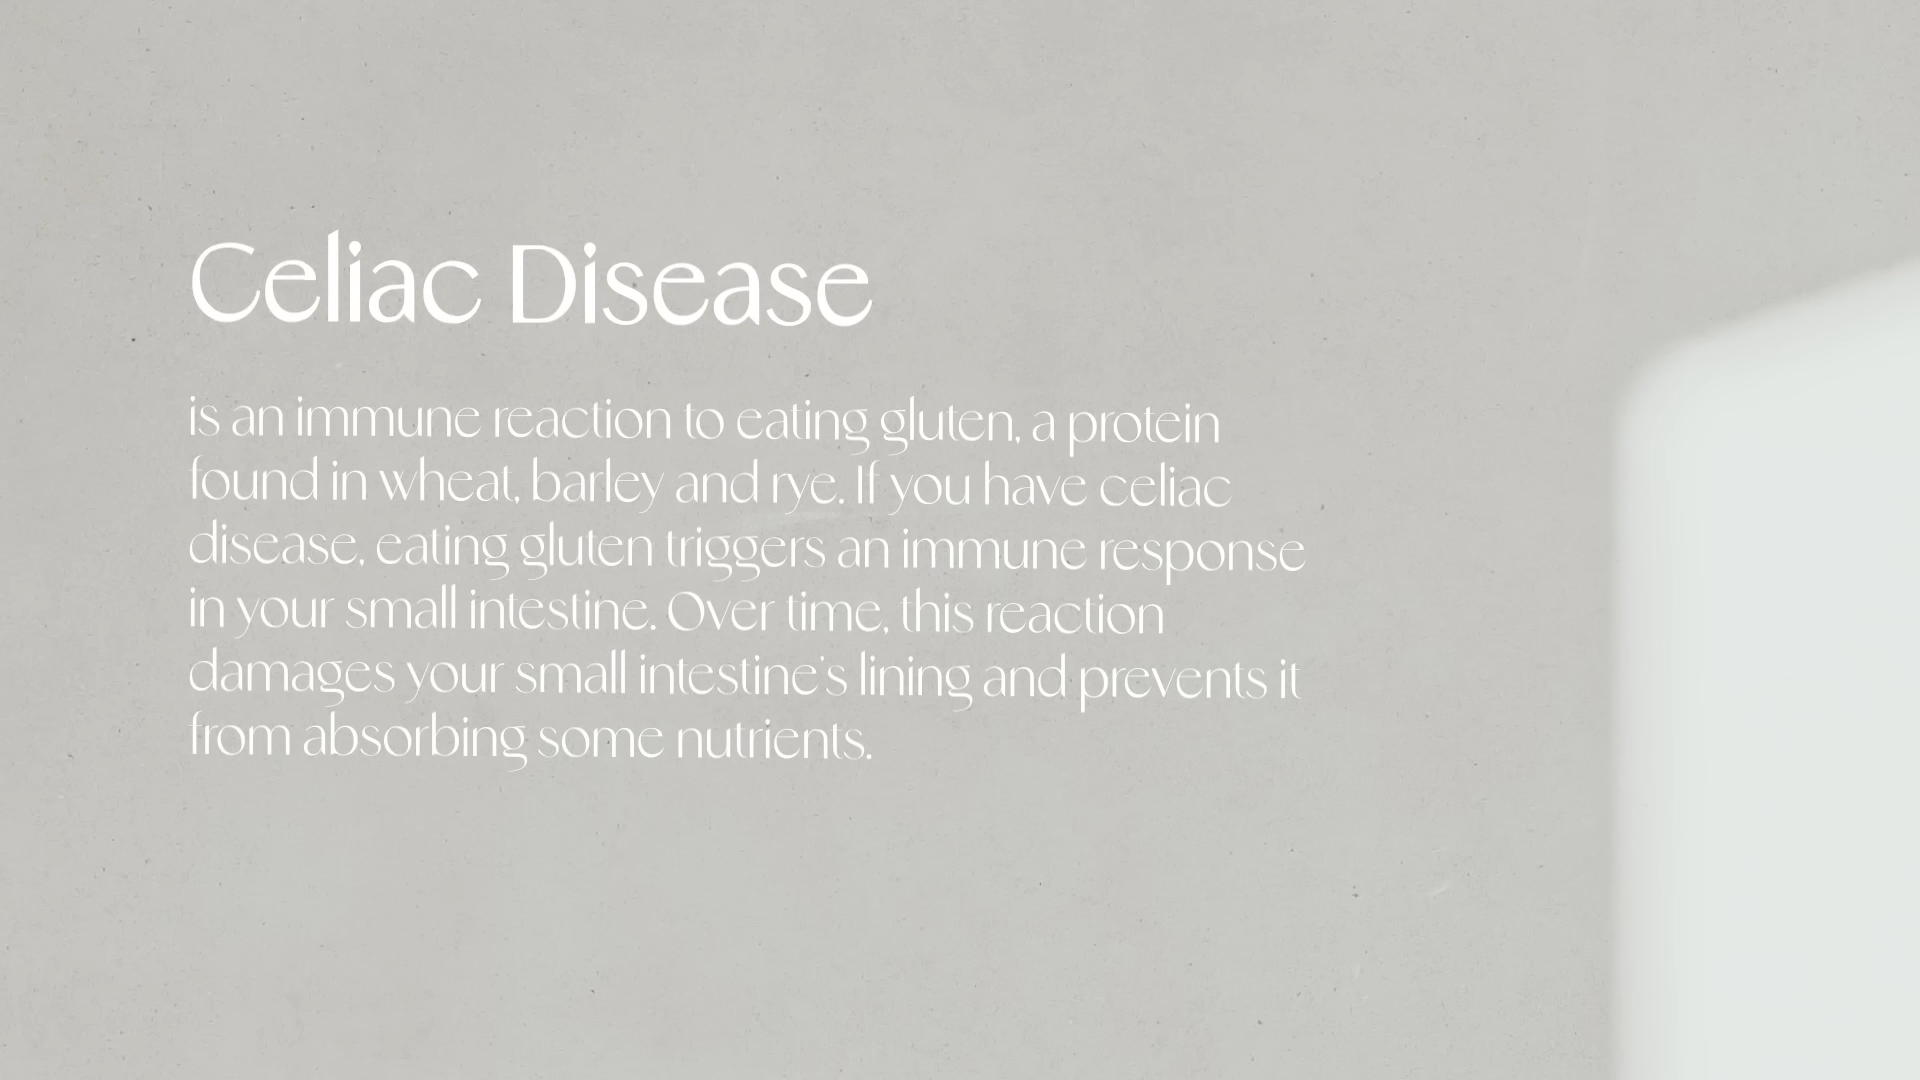 Celiac Disease
is an immune reaction to eating gluten, a protein
found in wheat, barley and rye. If you have celiac
disease, eating gluten triggers an immune response
in your small intestine. Over time, this reaction
damages your small intestine's lining and prevents it
from absorbing some nutrients.